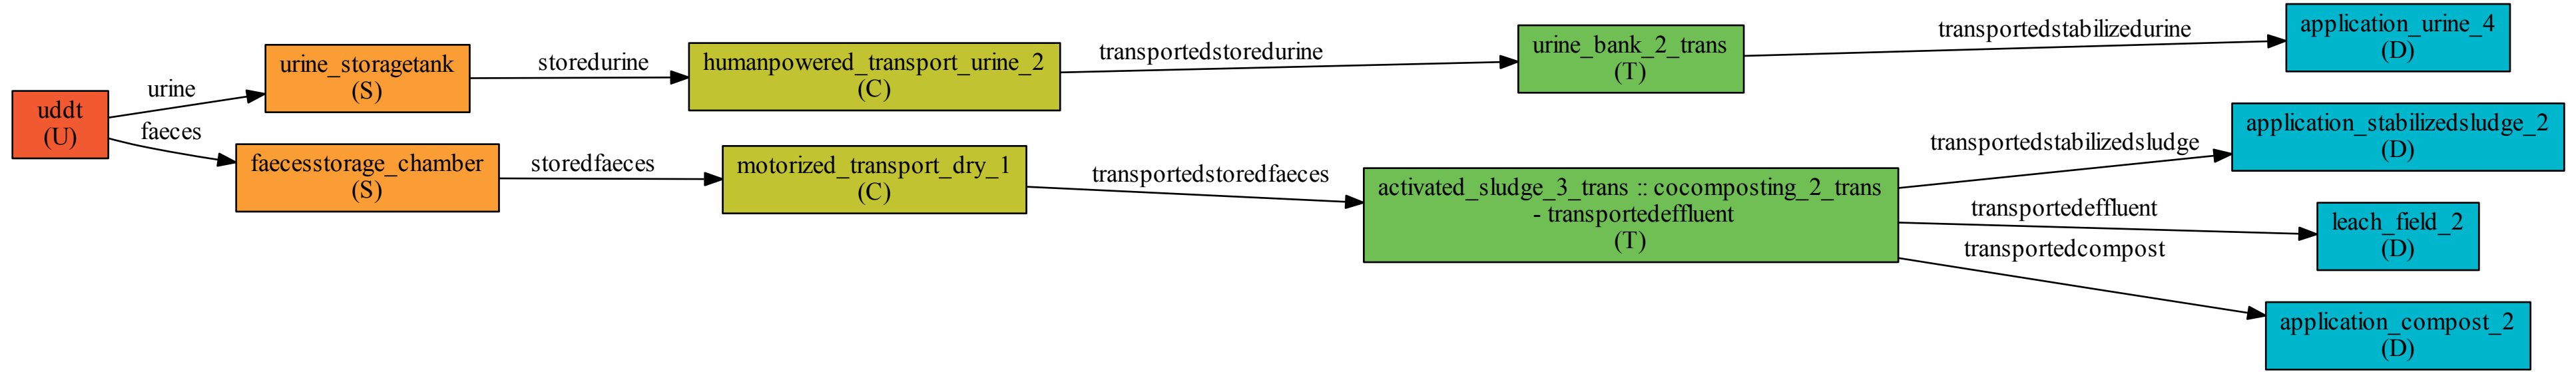 uddt
(U)
urine
faeces
urine_storagetank
(S)
faecesstorage_chamber
(S)
storedurine
storedfaeces
humanpowered_transport_urine_2
(C)
motorized_transport_dry_1
(C)
transportedstoredurine
transportedstoredfaeces
urine_bank_2_trans
(T)
activated_sludge_3_trans :: cocomposting_2_trans
- transportedeffluent
(T)
transportedstabilizedurine
transportedstabilizedsludge
transportedeffluent
transportedcompost
application_urine_4
(D)
application_stabilizedsludge_2
(D)
leach_field_2
(D)
application_compost_2
(D)